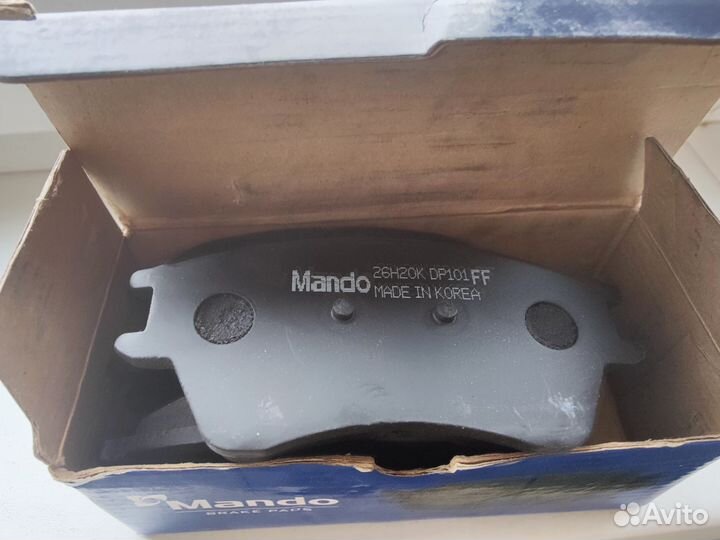 Mando 26H20K DP101 FF
MADE IN KOREA
Mando
BRAKE PADS
Avito